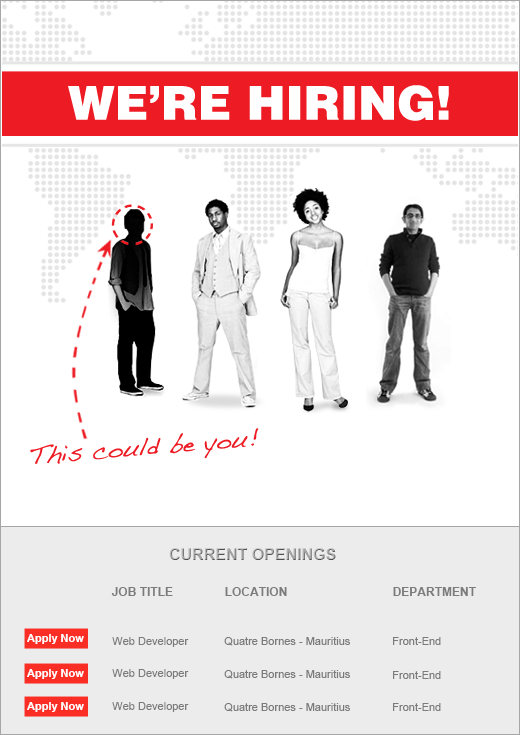 WE'RE HIRING!
This could be you!
CURRENT OPENINGS
JOB TITLE LOCATION DEPARTMENT
Apply Now Web Developer Quatre Bornes - Mauritius Front-End
Apply Now Web Developer Quatre Bornes - Mauritius Front-End
Apply Now Web Developer Quatre Bornes - Mauritius Front-End